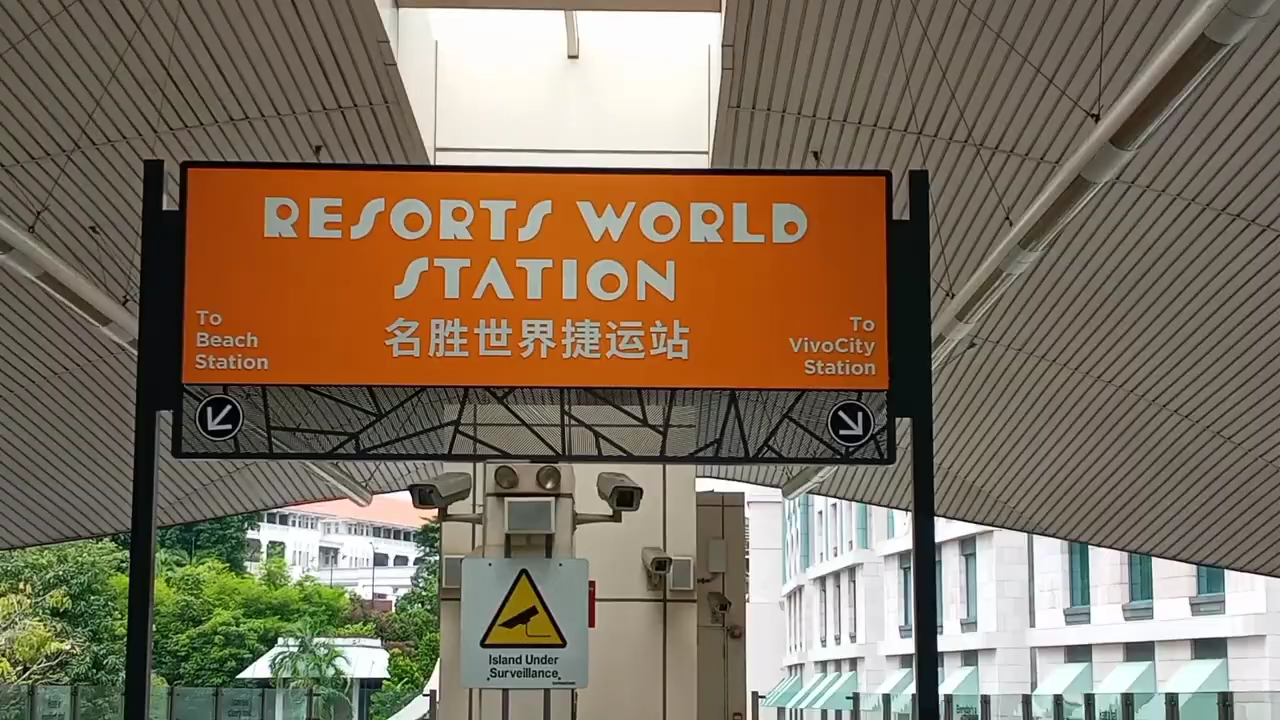 RESORTS WORLD
STATION
名胜世界捷运站
To
Beach
Station
To
VivoCity
Station
Island Under
Surveillance